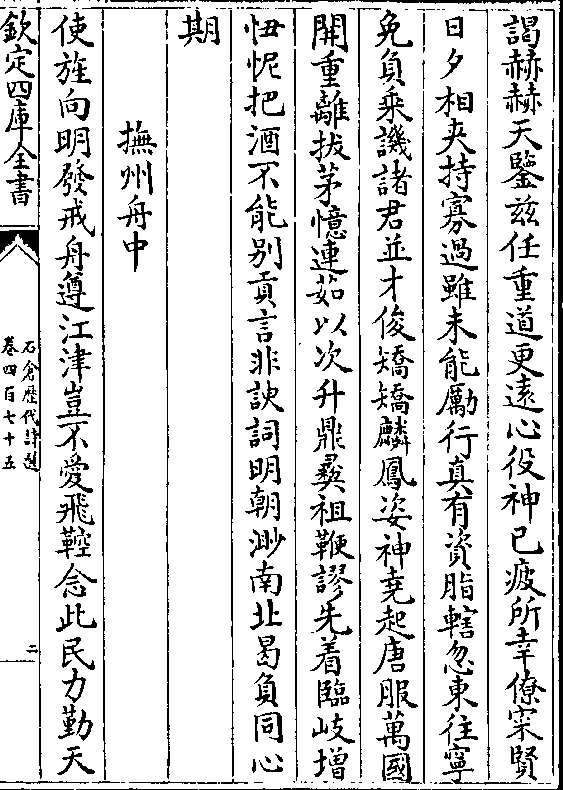 謁赫赫天鑒兹任重道更逺心役神已疲所幸僚寀賢
日夕相夾持寡過雖未能勵行真有資脂轄忽東往寧
免負乘譏諸君並才俊矯矯麟鳳姿神堯起唐服萬國
開重離拔茅憶連茹以次升鼎彛祖鞭謬先着臨岐增
忸怩把酒不能别贡言非諛詞明朝渺南北曷負同心
期
撫州舟中
使旌向明發戒舟遵江津豈不愛飛鞚念此民力勤天
欽定四庫全書
石倉歴代詩選
卷四百七十五
二